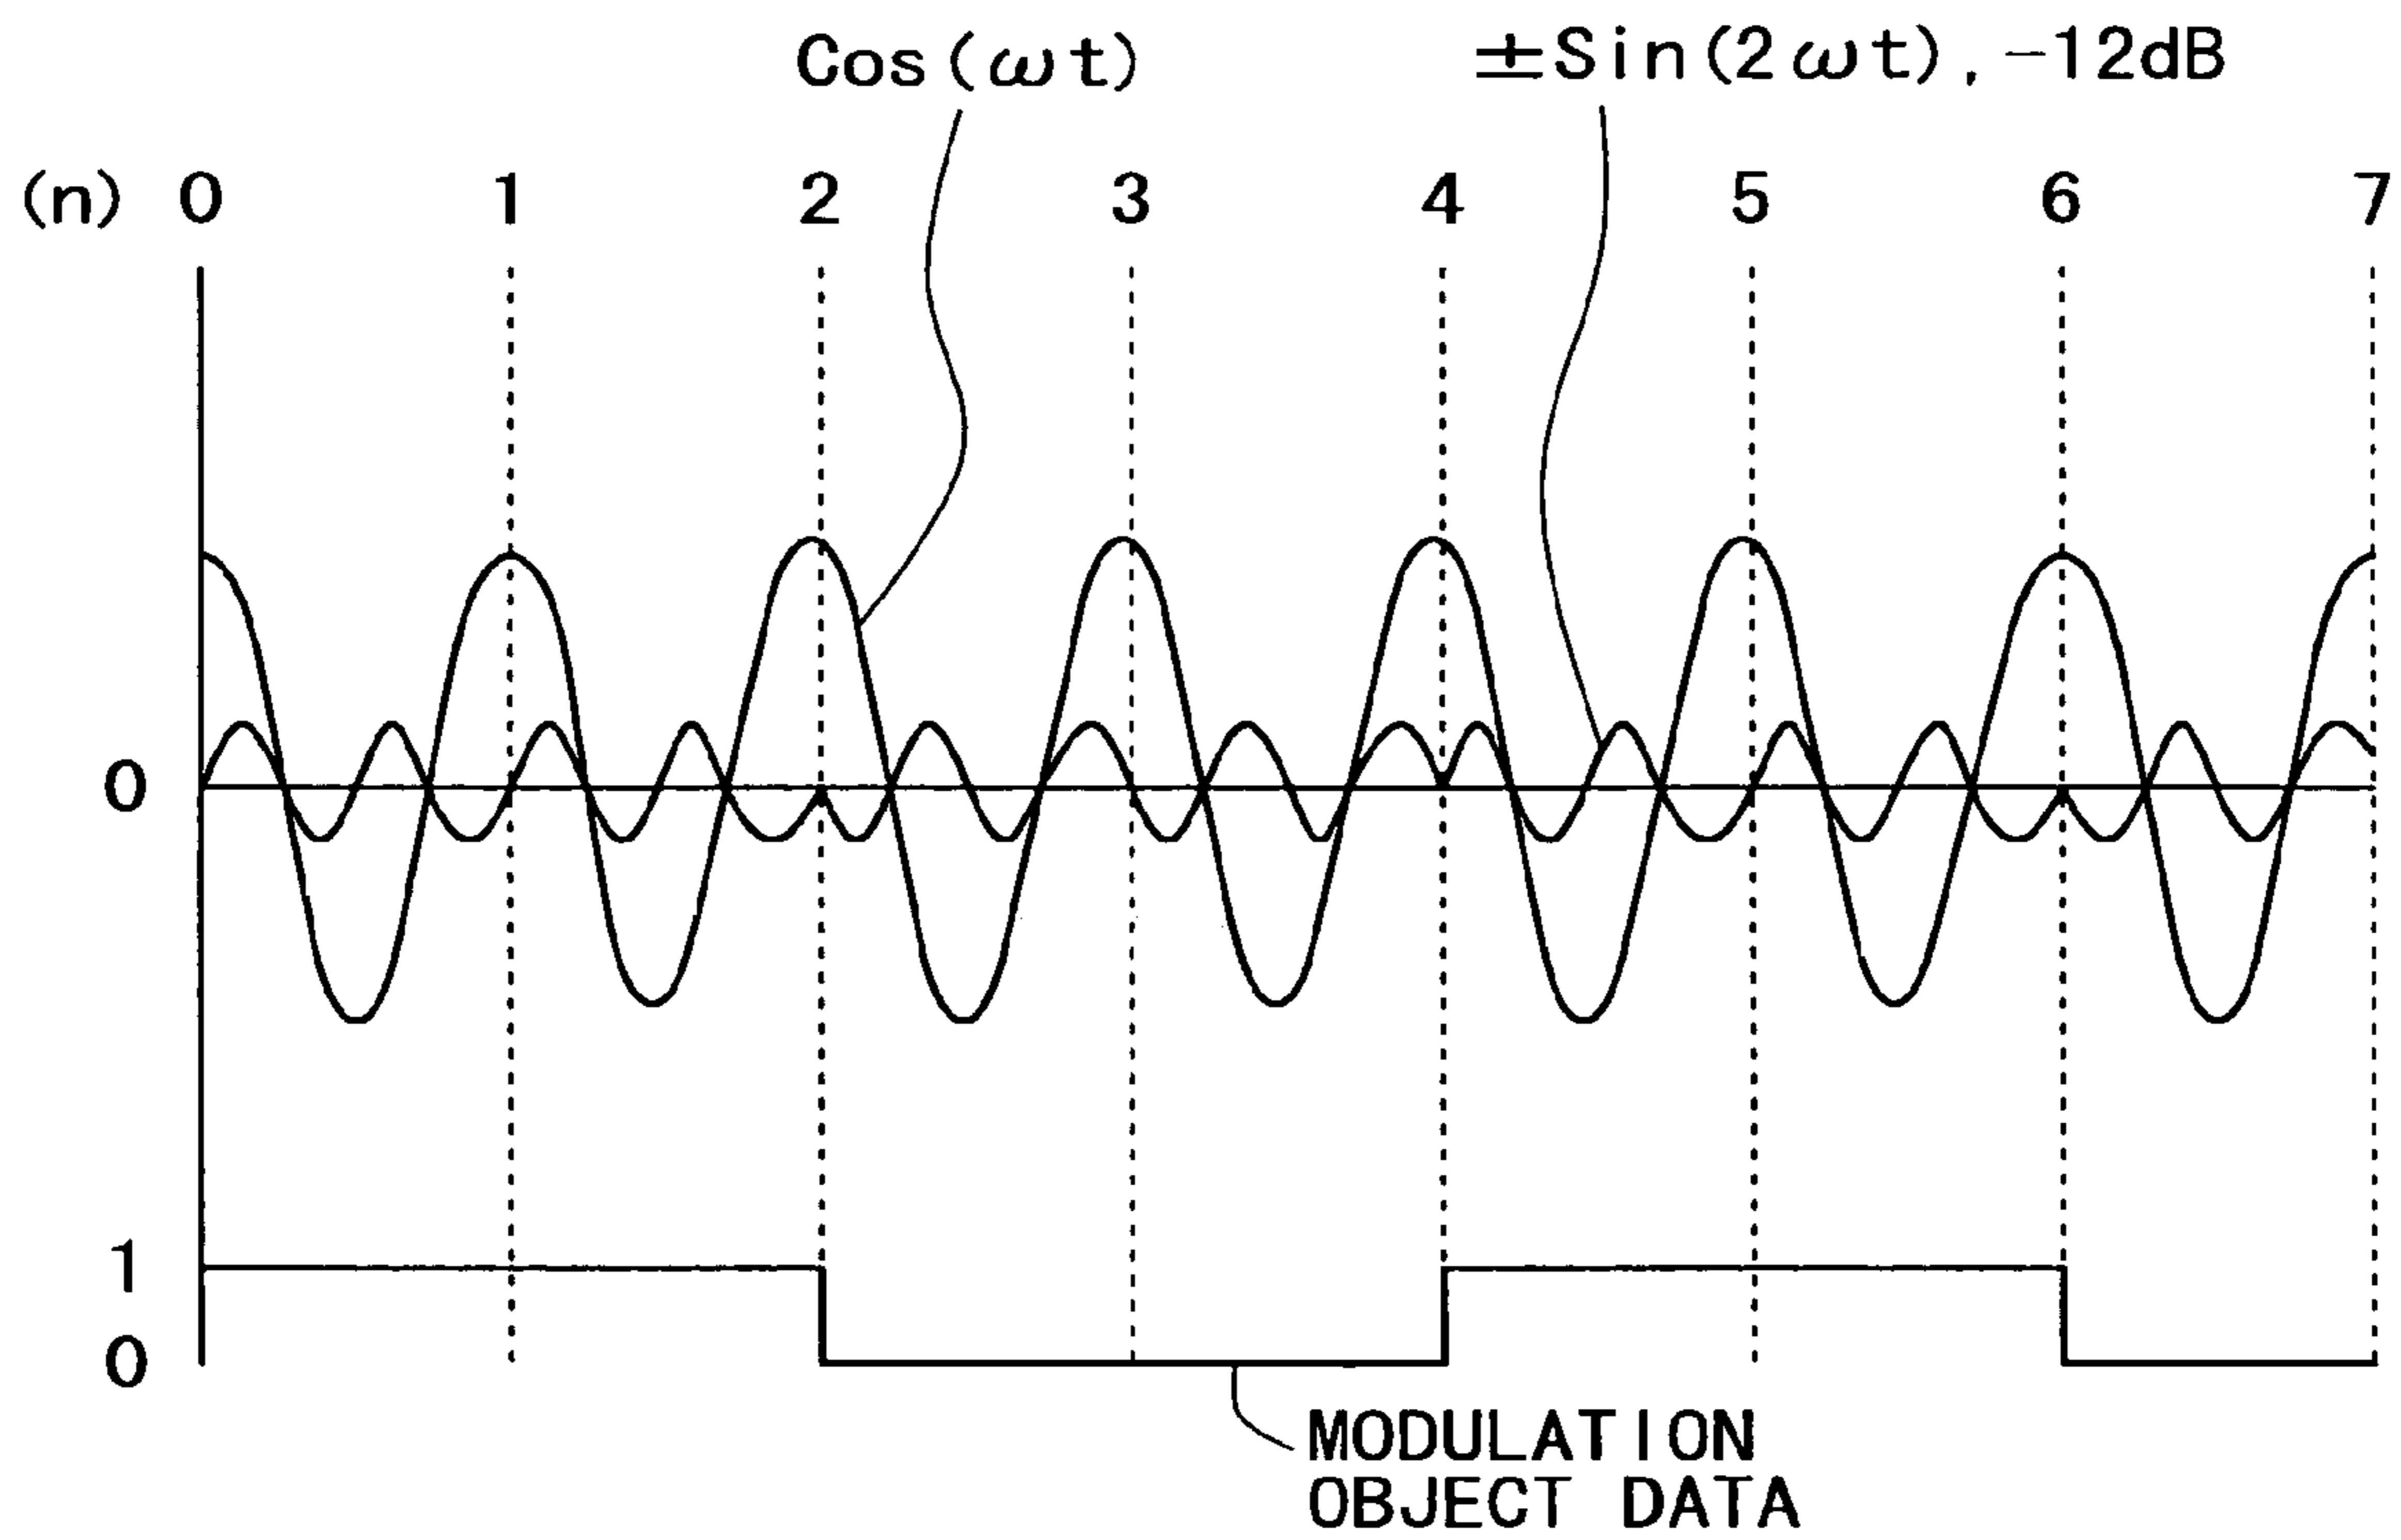 Cos(ωt) ±Sin(2ωt), -12dB
(n) 0 1 2 3 4 5 6 7
0
1
0
MODULATION
OBJECT DATA